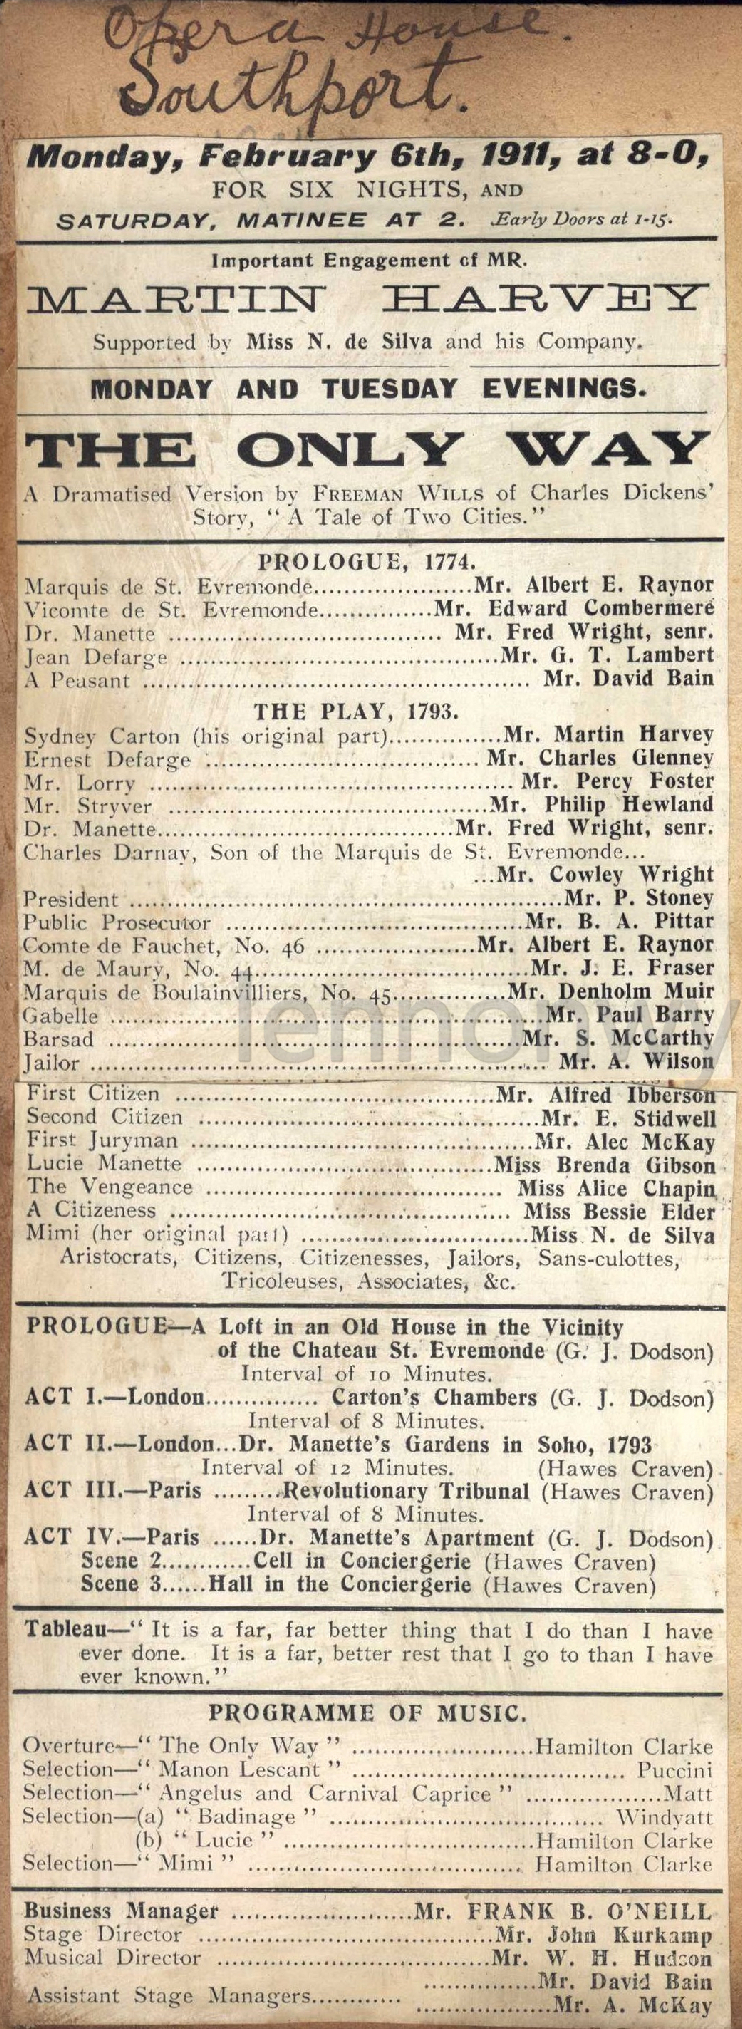 Opera House.
Southport.
Monday, February 6th, 1911, at 8-0,
FOR SIX NIGHTS, AND
SATURDAY, MATINEE AT 2. Early Doors at 1-15.
Important Engagement of MR.
MARTIN HARVEY
Supported by Miss N. de Silva and his Company.
MONDAY AND TUESDAY EVENINGS.
THE ONLY WAY
A Dramatised Version by FREEMAN WILLS of Charles Dickens'
Story, "A Tale of Two Cities."
PROLOGUE, 1774.
Marquis de St. Evremonde......................Mr. Albert E. Raynor
Vicomte de St. Evremonde...............Mr. Edward Combermere
Dr. Manette ..................................... Mr. Fred Wright, senr.
Jean Defarge ...........................................Mr. G. T. Lambert
A Peasant ..................................................... Mr. David Bain
THE PLAY, 1793.
Sydney Carton (his original part)...............Mr. Martin Harvey
Ernest Defarge ..................................... Mr. Charles Glenney
Mr. Lorry .................................................. Mr. Percy Foster
Mr. Stryver ...........................................Mr. Philip Hewland
Dr. Manette........................................Mr. Fred Wright, senr.
Charles Darnay, Son of the Marquis de St. Evremonde...
...Mr. Cowley Wright
President ..........................................................Mr. P. Stoney
Public Prosecutor ........................................Mr. B. A. Pittar
Comte de Fauchet, No. 46 ......................Mr. Albert E. Raynor
M. de Maury, No. 44.....................................Mr. J. E. Fraser
Marquis de Boulainvilliers, No. 45...............Mr. Denholm Muir
Gabelle ...........................................................Mr. Paul Barry
Barsad ........................................................Mr. S. McCarthy
Jailor ............................................................. Mr. A. Wilson
First Citizen ...........................................Mr. Alfred Ibberson
Second Citizen ..............................................Mr. E. Stidwell
First Juryman ..............................................Mr. Alec McKay
Lucie Manette .......................................Miss Brenda Gibson
The Vengeance ....................................... Miss Alice Chapin
A Citizeness ............................................ Miss Bessie Elder
Mimi (her original part) ..............................Miss N. de Silva
Aristocrats, Citizens, Citizenesses, Jailors, Sans-culottes,
Tricoleuses, Associates, &c.
PROLOGUE—A Loft in an Old House in the Vicinity
of the Chateau St. Evremonde (G. J. Dodson)
Interval of 10 Minutes.
ACT I.—London............... Carton's Chambers (G. J. Dodson)
Interval of 8 Minutes.
ACT II.—London...Dr. Manette's Gardens in Soho, 1793
Interval of 12 Minutes. (Hawes Craven)
ACT III.—Paris .........Revolutionary Tribunal (Hawes Craven)
Interval of 8 Minutes.
ACT IV.—Paris ......Dr. Manette's Apartment (G. J. Dodson)
Scene 2...........Cell in Conciergerie (Hawes Craven)
Scene 3......Hall in the Conciergerie (Hawes Craven)
Tableau—"It is a far, far better thing that I do than I have
ever done. It is a far, better rest that I go to than I have
ever known."
PROGRAMME OF MUSIC.
Overture—"The Only Way" ........................Hamilton Clarke
Selection—"Manon Lescant" ................................... Puccini
Selection—"Angelus and Carnival Caprice" ..................Matt
Selection—(a) "Badinage" .................................... Windyatt
(b) "Lucie" .................................Hamilton Clarke
Selection—"Mimi" .................................... Hamilton Clarke
Business Manager ........................Mr. FRANK B. O'NEILL
Stage Director .......................................Mr. John Kurkamp
Musical Director ....................................Mr. W. H. Hudson
Assistant Stage Managers............ ...............Mr. David Bain
..................Mr. A. McKay